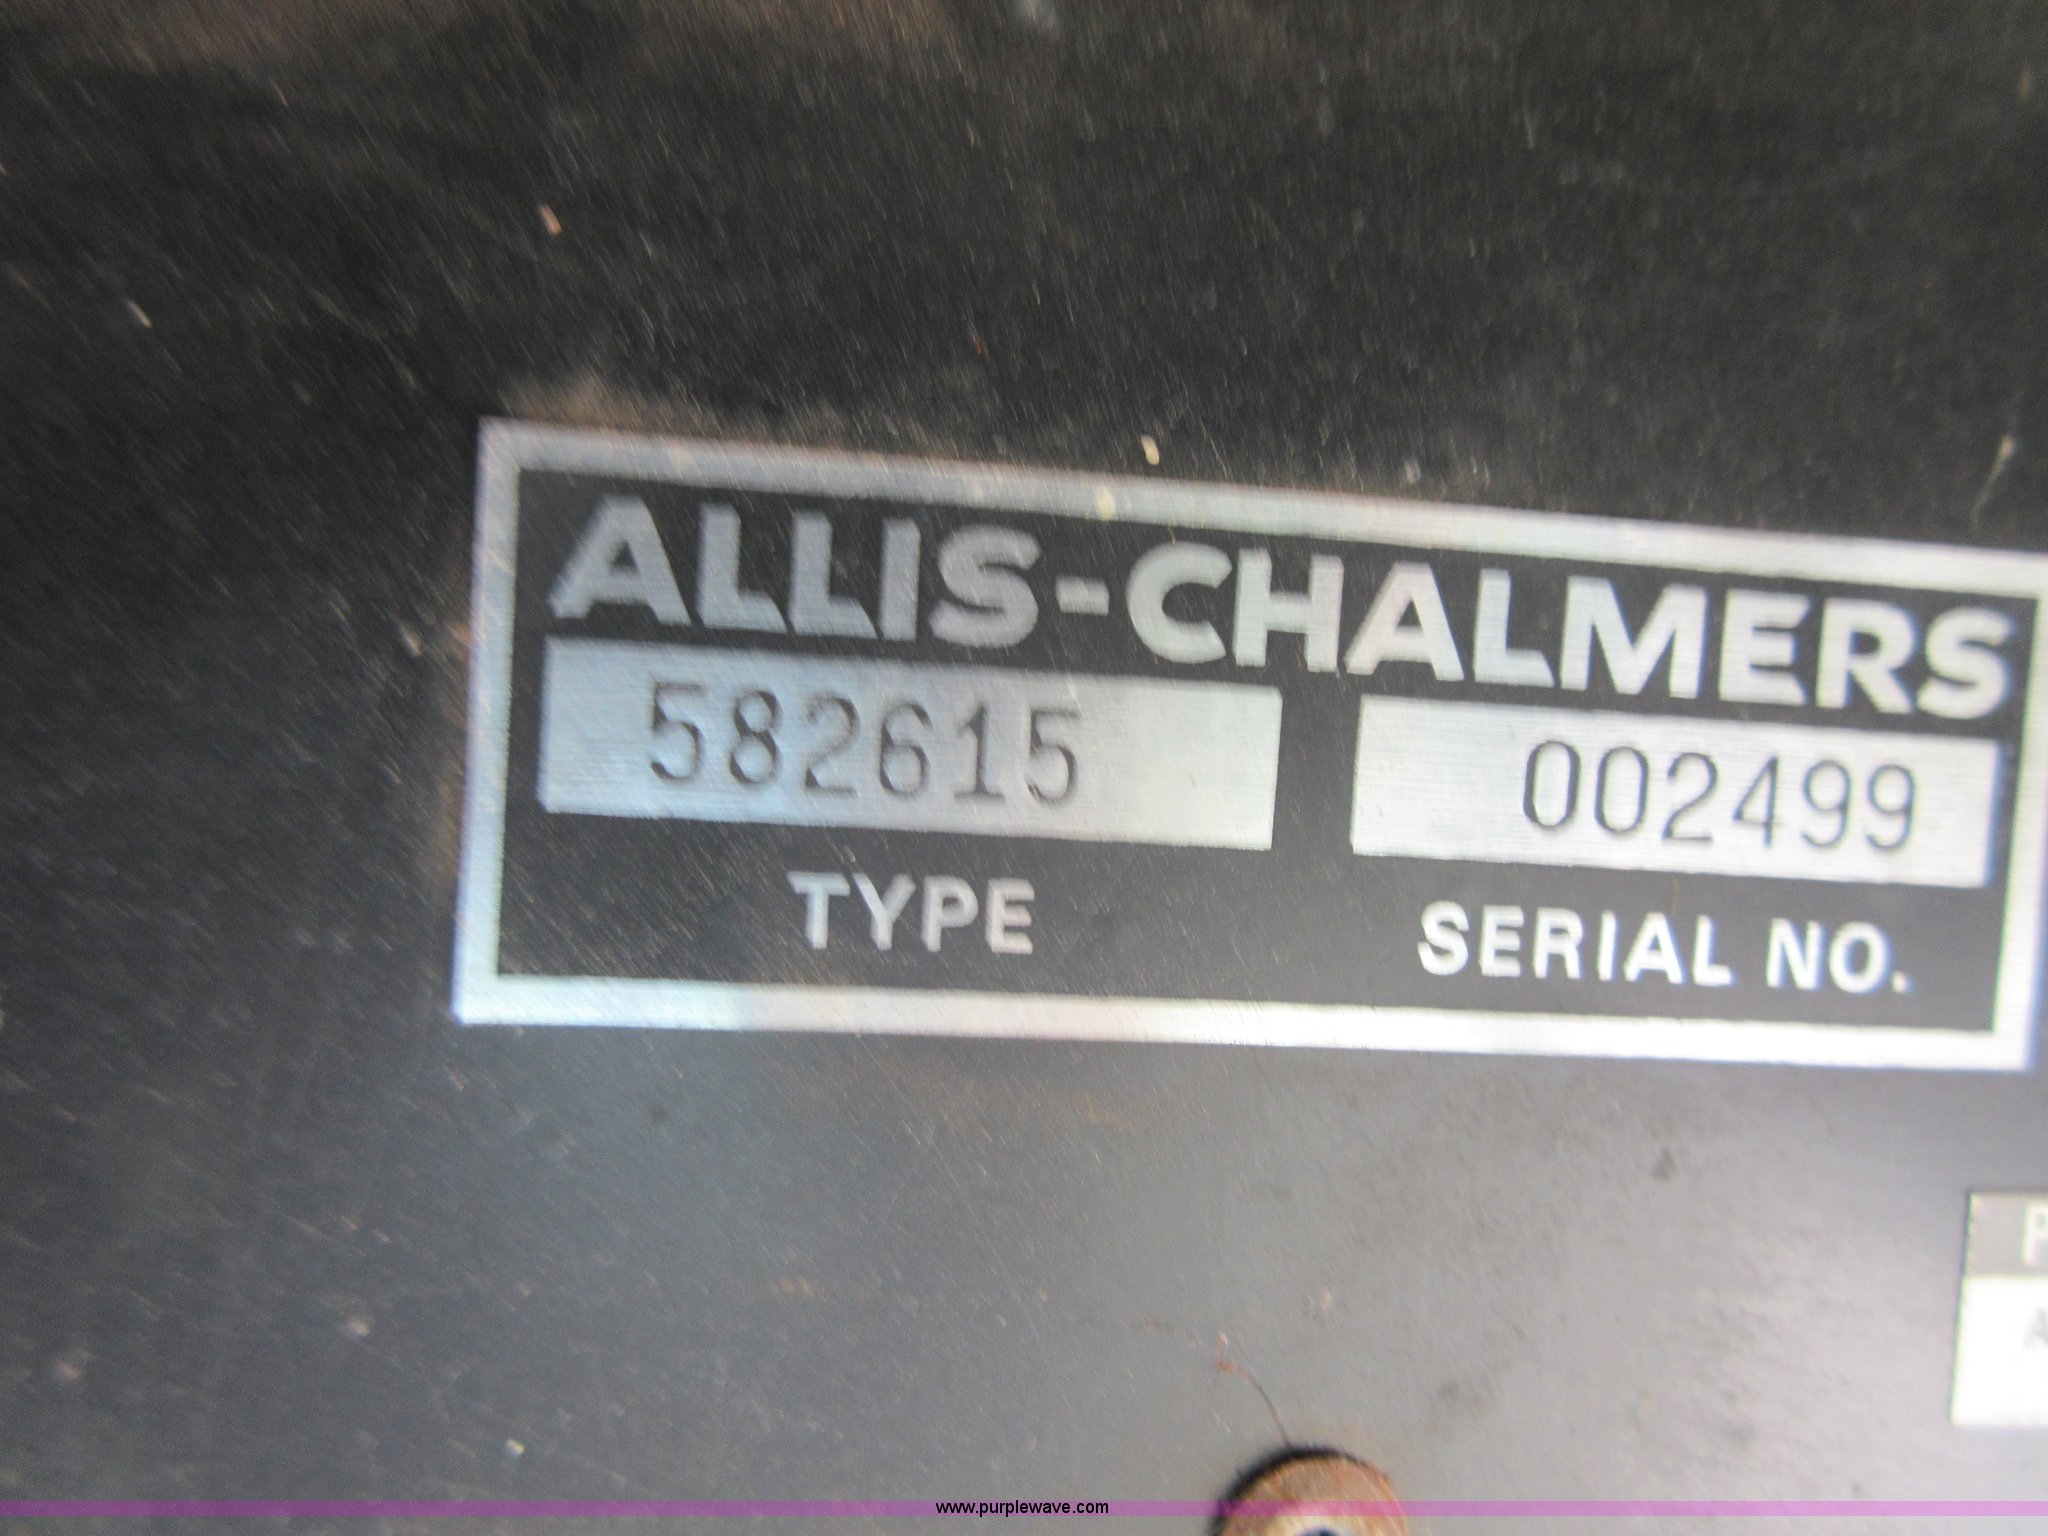 ALLIS-CHALMERS
582615 002499
TYPE SERIAL NO.
www.purplewave.com